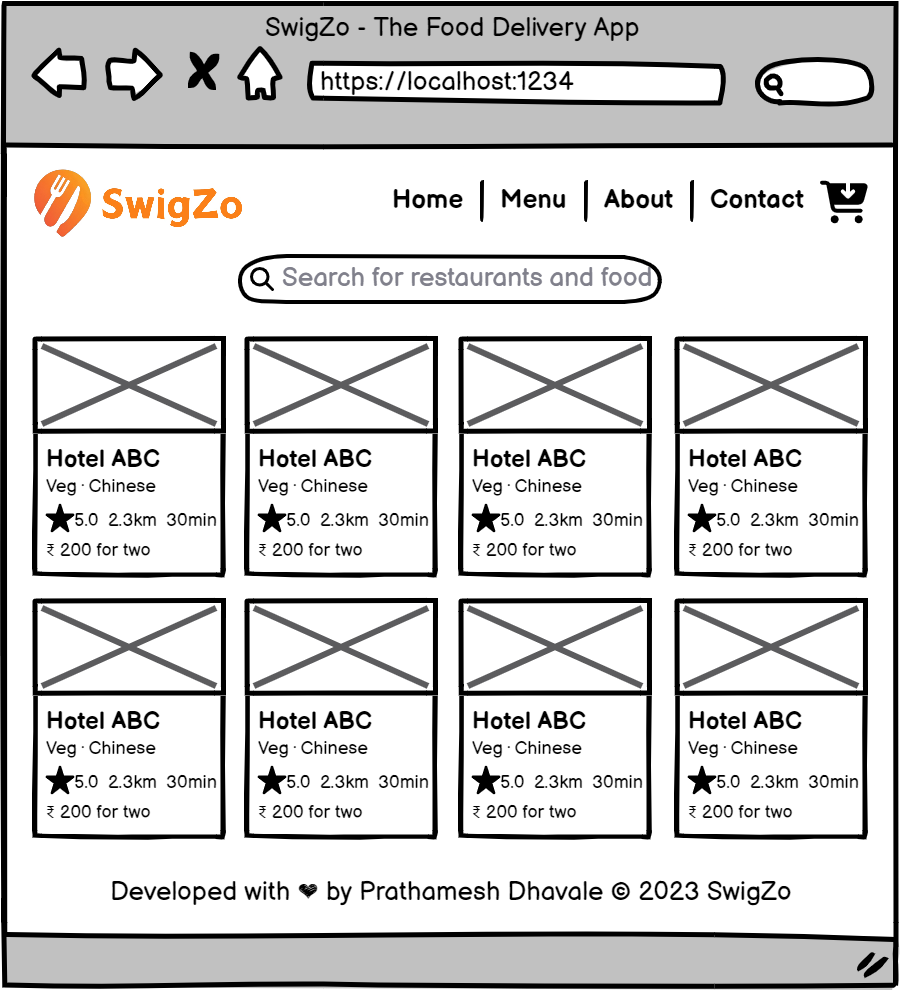 SwigZo - The Food Delivery App
https://localhost:1234
SwigZo
Home Menu About Contact
Search for restaurants and food
Hotel ABC Hotel ABC Hotel ABC Hotel ABC
Veg · Chinese Veg · Chinese Veg · Chinese Veg · Chinese
5.0 2.3km 30min 5.0 2.3km 30min 5.0 2.3km 30min 5.0 2.3km 30min
₹ 200 for two ₹ 200 for two ₹ 200 for two ₹ 200 for two
Hotel ABC Hotel ABC Hotel ABC Hotel ABC
Veg · Chinese Veg · Chinese Veg · Chinese Veg · Chinese
5.0 2.3km 30min 5.0 2.3km 30min 5.0 2.3km 30min 5.0 2.3km 30min
₹ 200 for two ₹ 200 for two ₹ 200 for two ₹ 200 for two
Developed with ❤ by Prathamesh Dhavale © 2023 SwigZo